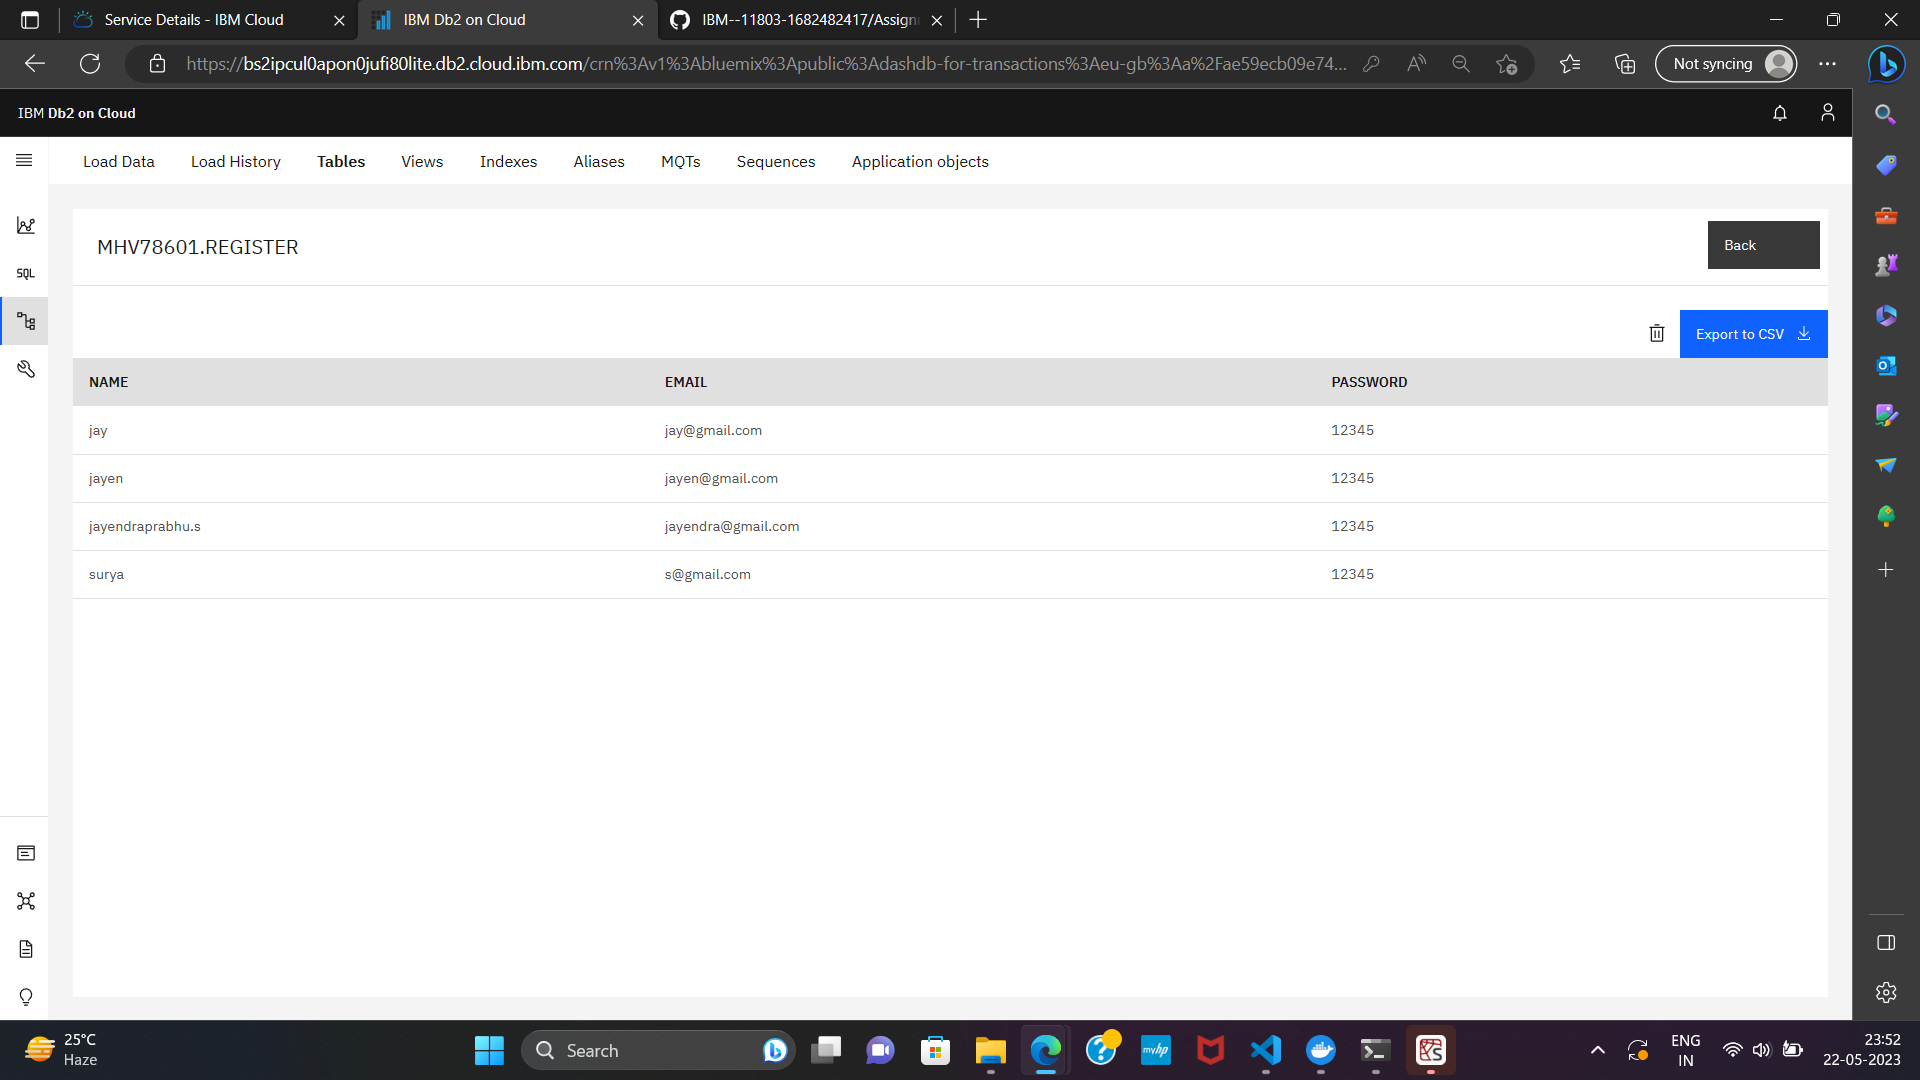 Service Details - IBM Cloud
IBM Db2 on Cloud
IBM--11803-1682482417/Assign
https://bs2ipcul0apon0jufi80lite.db2.cloud.ibm.com/crn%3Av1%3Abluemix%3Apublic%3Adashdb-for-transactions%3Aeu-gb%3Aa%2Fae59ecb09e74...
Not syncing
IBM Db2 on Cloud
Load Data Load History Tables Views Indexes Aliases MQTs Sequences Application objects
SQL
MHV78601.REGISTER
Back
Export to CSV
NAME EMAIL PASSWORD
jay jay@gmail.com 12345
jayen jayen@gmail.com 12345
jayendraprabhu.s jayendra@gmail.com 12345
surya s@gmail.com 12345
25°C
Haze
Search
myhp
ENG
IN
23:52
22-05-2023